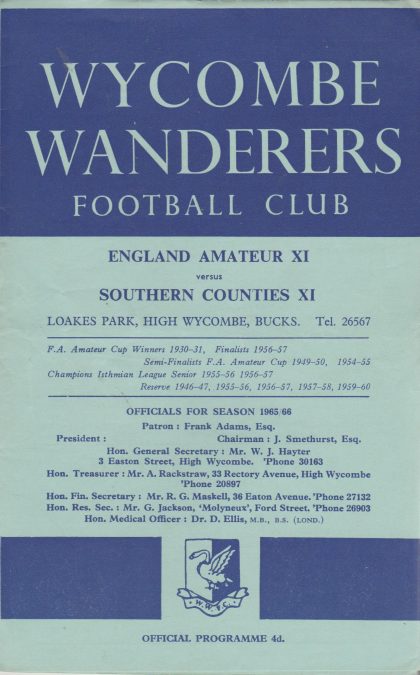 WYCOMBE
WANDERERS
FOOTBALL CLUB
ENGLAND AMATEUR XI
versus
SOUTHERN COUNTIES XI
LOAKES PARK, HIGH WYCOMBE, BUCKS. Tel. 26567
F.A. Amateur Cup Winners 1930-31, Finalists 1956-57
Semi-Finalists F.A. Amateur Cup 1949-50, 1954-55
Champions Isthmian League Senior 1955-56 1956-57
Reserve 1946-47, 1955-56, 1956-57, 1957-58, 1959-60
OFFICIALS FOR SEASON 1965/66
Patron : Frank Adams, Esq.
President : Chairman : J. Smethurst, Esq.
Hon. General Secretary : Mr. W. J. Hayter
3 Easton Street, High Wycombe. 'Phone 30163
Hon. Treasurer : Mr. A. Rackstraw, 33 Rectory Avenue, High Wycombe
'Phone 20897
Hon. Fin. Secretary : Mr. R. G. Maskell, 36 Eaton Avenue. 'Phone 27132
Hon. Res. Sec. : Mr. G. Jackson, 'Molyneux', Ford Street. 'Phone 26903
Hon. Medical Officer : Dr. D. Ellis, M.B., B.S. (LOND.)
W.W.F.C.
OFFICIAL PROGRAMME 4d.